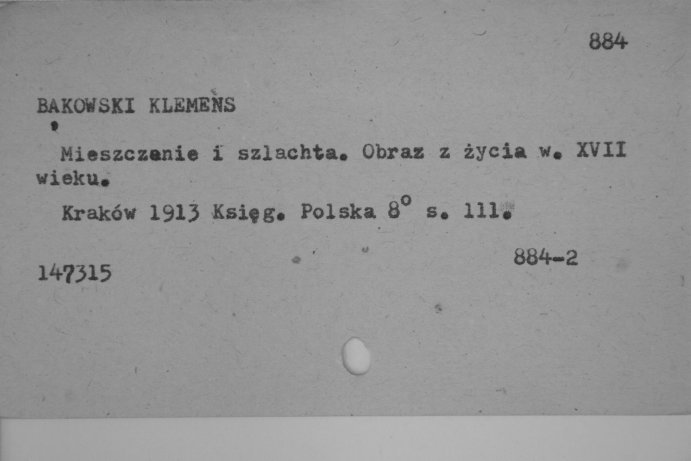 884
BAKOWSKI KLEMENS
Mieszczanie i szlachta. Obraz z życia w. XVII
wieku.
Kraków 1913 Księg. Polska 8° s. 111.
884-2
147315